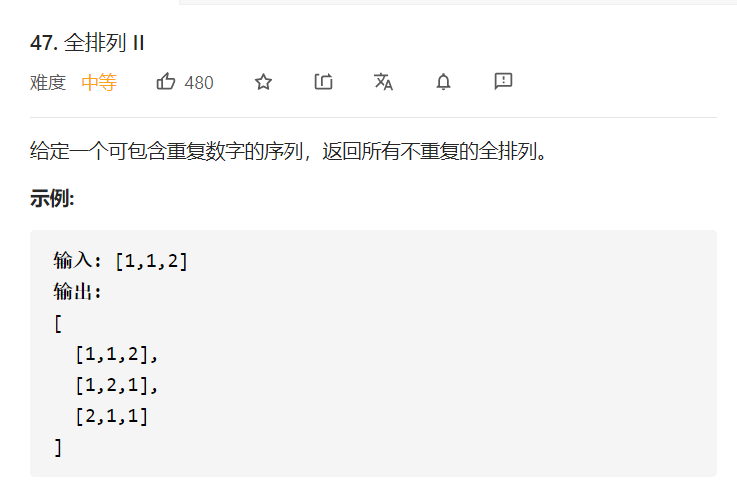 47. 全排列 II
难度 中等 480
给定一个可包含重复数字的序列，返回所有不重复的全排列。
示例:
输入: [1,1,2]
输出:
[
  [1,1,2],
  [1,2,1],
  [2,1,1]
]